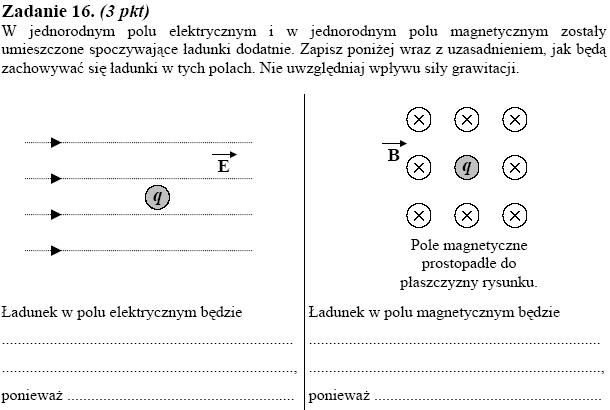 Zadanie 16. (3 pkt)
W jednorodnym polu elektrycznym i w jednorodnym polu magnetycznym zostały
umieszczone spoczywające ładunki dodatnie. Zapisz poniżej wraz z uzasadnieniem, jak będą
zachowywać się ładunki w tych polach. Nie uwzględniaj wpływu siły grawitacji.
E
q
B
q
Pole magnetyczne
prostopadłe do
płaszczyzny rysunku.
Ładunek w polu elektrycznym będzie
..........................................................................
..........................................................................,
ponieważ ..........................................................
Ładunek w polu magnetycznym będzie
..........................................................................
..........................................................................,
ponieważ ..........................................................